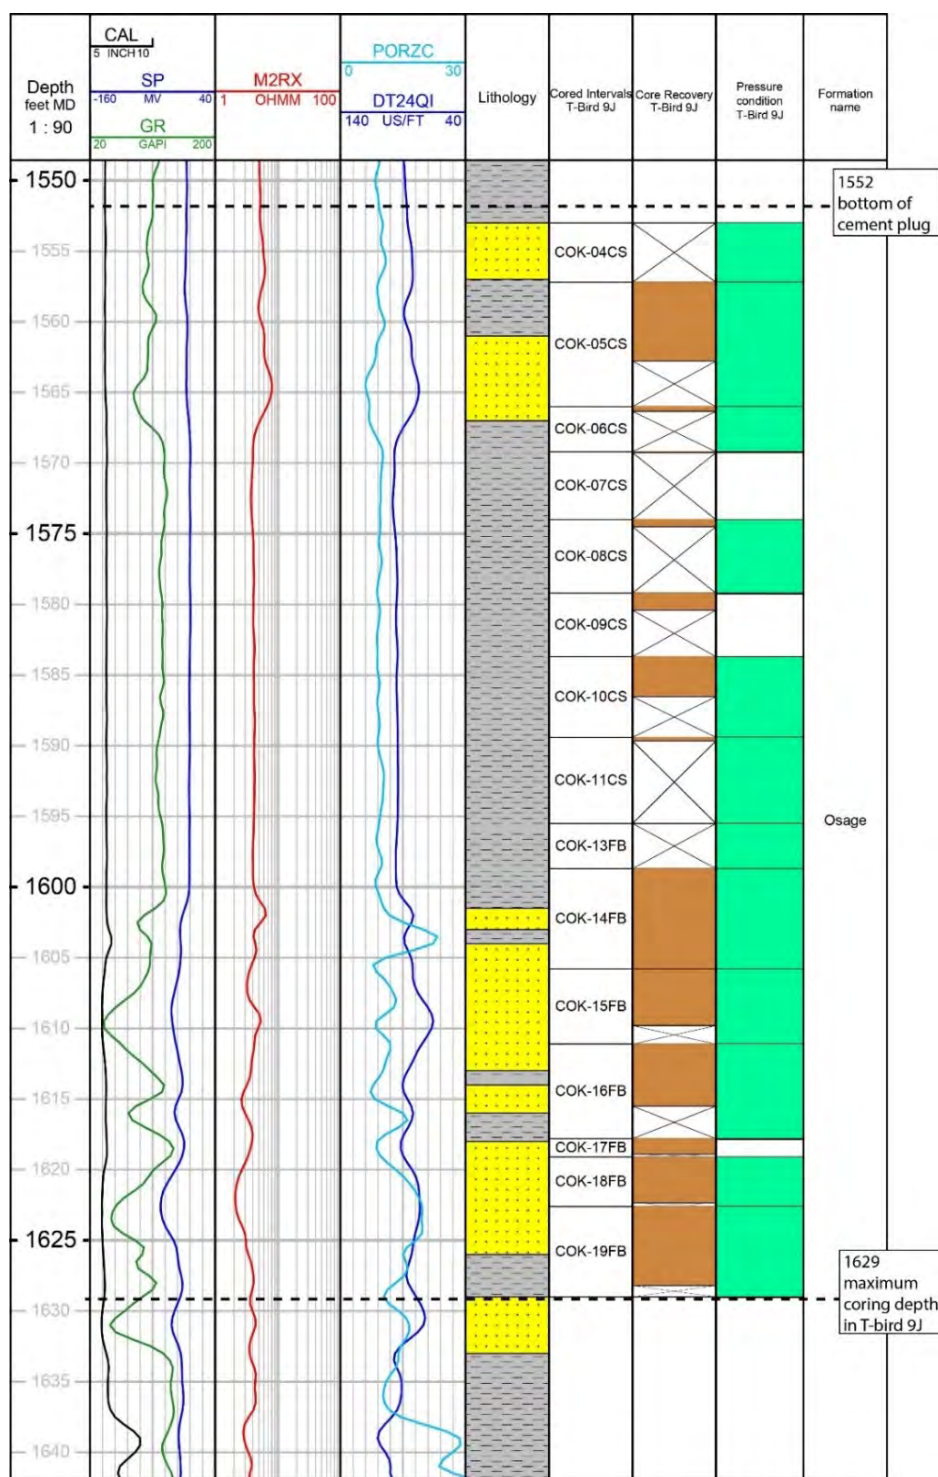 CAL
5 INCH 10
SP
-160 MV 40
GR
20 GAPI 200
Depth
feet MD
1 : 90
M2RX
1 OHMM 100
PORZC
0 30
DT24QI
140 US/FT 40
Lithology
Cored Intervals
T-Bird 9J
Core Recovery
T-Bird 9J
Pressure
condition
T-Bird 9J
Formation
name
1550
1552
bottom of
cement plug
1555
COK-04CS
1560
COK-05CS
1565
COK-06CS
1570
COK-07CS
1575
COK-08CS
1580
COK-09CS
1585
COK-10CS
1590
COK-11CS
1595
Osage
COK-13FB
1600
COK-14FB
1605
COK-15FB
1610
COK-16FB
1615
COK-17FB
1620
COK-18FB
1625
COK-19FB
1629
maximum
coring depth
in T-bird 9J
1630
1635
1640